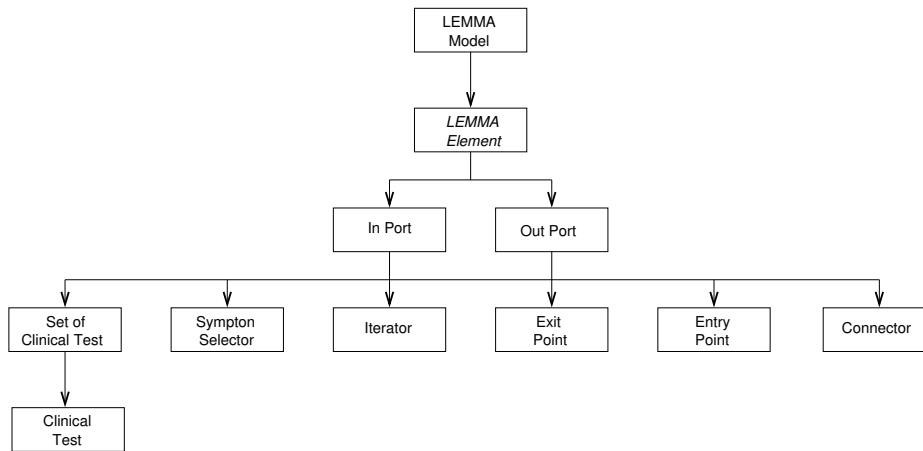 LEMMA
Model
LEMMA
Element
In Port
Out Port
Set of
Clinical Test
Sympton
Selector
Iterator
Exit
Point
Entry
Point
Connector
Clinical
Test